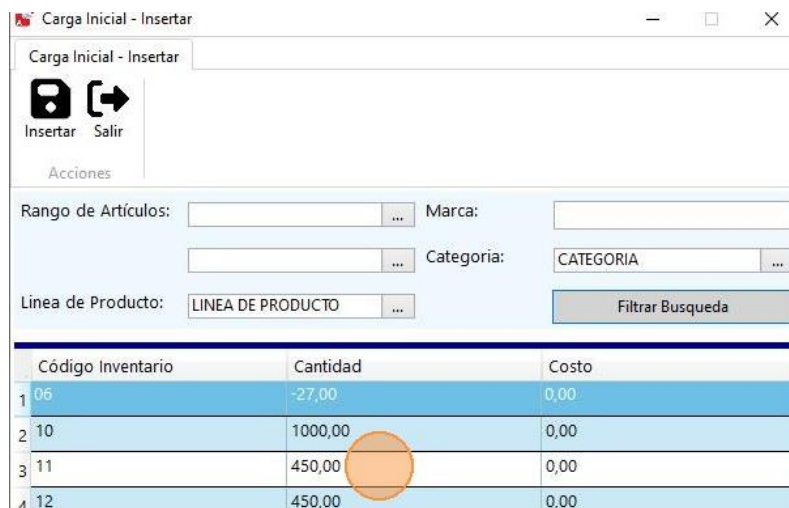 Carga Inicial - Insertar
Carga Inicial - Insertar
Insertar Salir
Acciones
Rango de Artículos: ... Marca:
... Categoria: CATEGORIA ...
Linea de Producto: LINEA DE PRODUCTO ... Filtrar Busqueda
Código Inventario Cantidad Costo
1 06 -27,00 0,00
2 10 1000,00 0,00
3 11 450,00 0,00
4 12 450,00 0,00